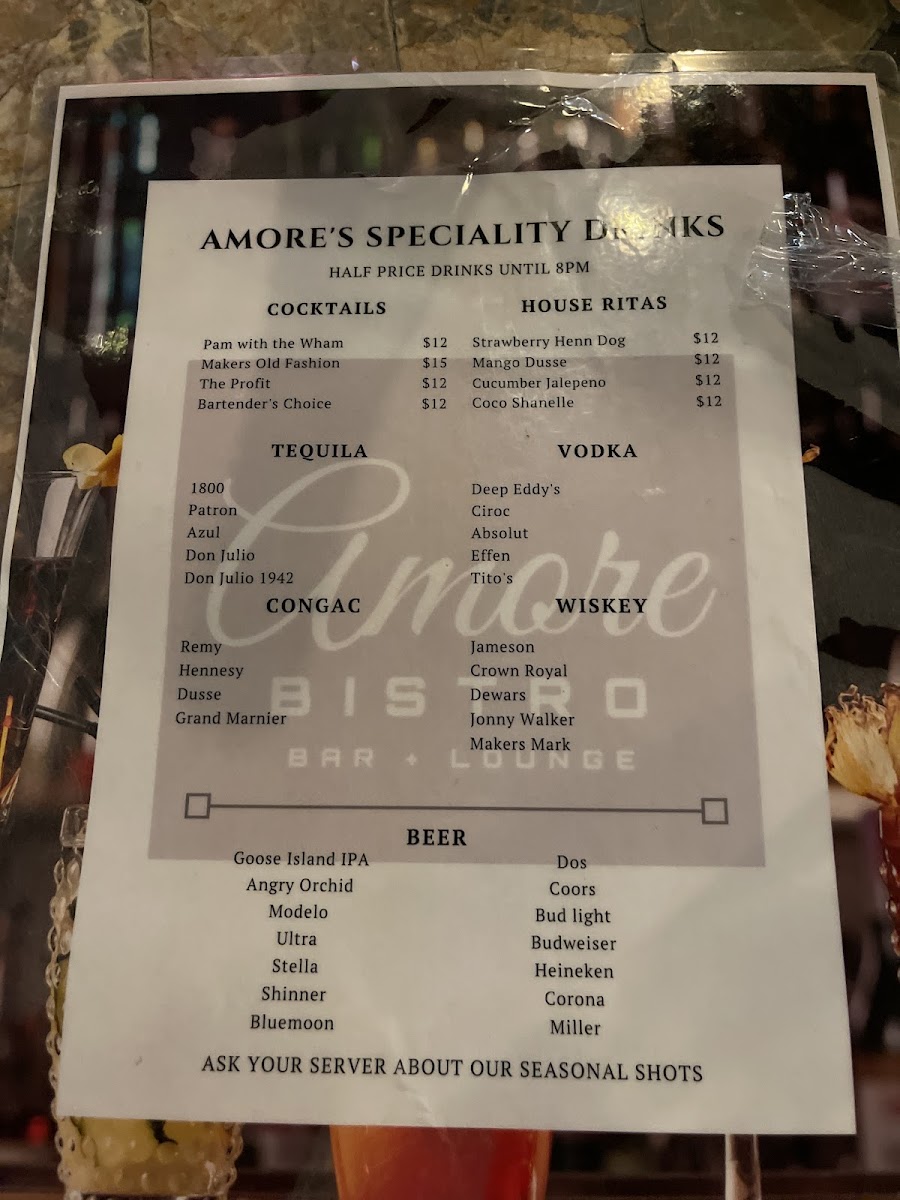 AMORE'S SPECIALITY DRINKS
HALF PRICE DRINKS UNTIL 8PM
COCKTAILS
Pam with the Wham $12
Makers Old Fashion $15
The Profit $12
Bartender's Choice $12
HOUSE RITAS
Strawberry Henn Dog $12
Mango Dusse $12
Cucumber Jalepeno $12
Coco Shanelle $12
TEQUILA
1800
Patron
Azul
Don Julio
Don Julio 1942
VODKA
Deep Eddy's
Ciroc
Absolut
Effen
Tito's
CONGAC
Remy
Hennesy
Dusse
Grand Marnier
WISKEY
Jameson
Crown Royal
Dewars
Jonny Walker
Makers Mark
Amore
BISTRO
BAR + LOUNGE
BEER
Goose Island IPA
Angry Orchid
Modelo
Ultra
Stella
Shinner
Bluemoon
Dos
Coors
Bud light
Budweiser
Heineken
Corona
Miller
ASK YOUR SERVER ABOUT OUR SEASONAL SHOTS